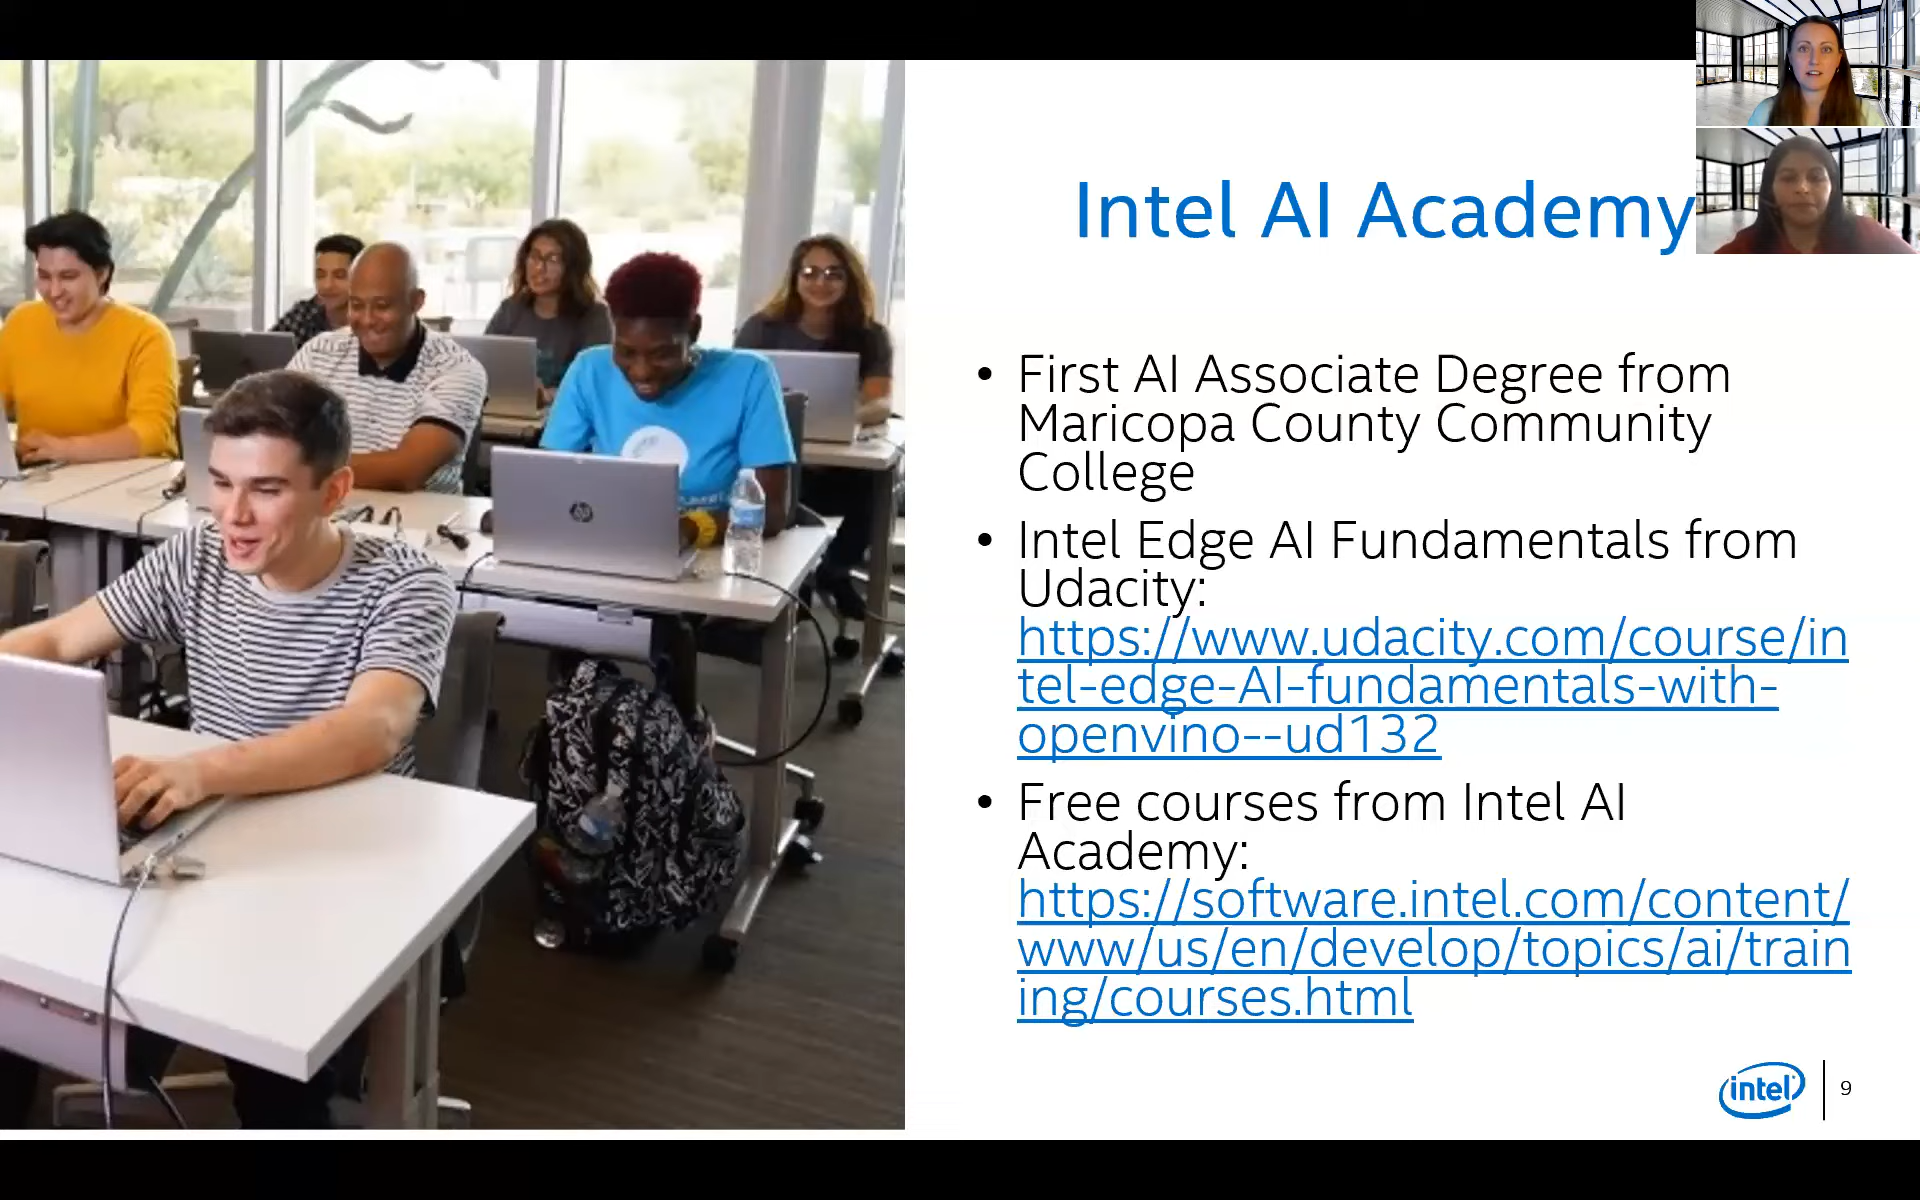 Intel AI Academy
• First AI Associate Degree from
Maricopa County Community
College
• Intel Edge AI Fundamentals from
Udacity:
https://www.udacity.com/course/in
tel-edge-AI-fundamentals-with-
openvino--ud132
• Free courses from Intel AI
Academy:
https://software.intel.com/content/
www/us/en/develop/topics/ai/train
ing/courses.html
intel
9
hp